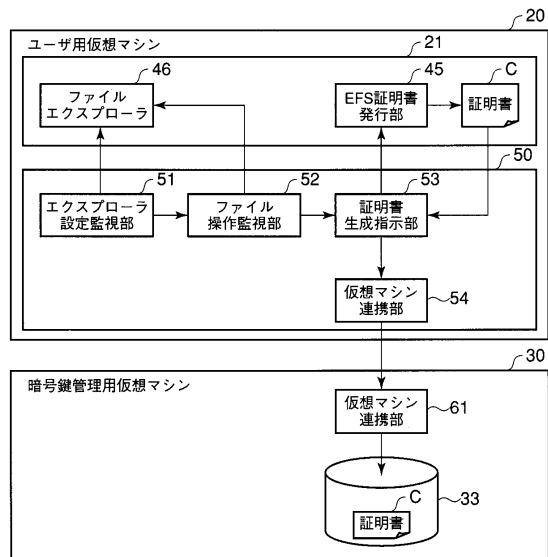 20
ユーザ用仮想マシン
21
46
ファイル
エクスプローラ
45
EFS証明書
発行部
C
証明書
50
51
エクスプローラ
設定監視部
52
ファイル
操作監視部
53
証明書
生成指示部
仮想マシン
連携部
54
30
暗号鍵管理用仮想マシン
仮想マシン
連携部
61
C
証明書
33